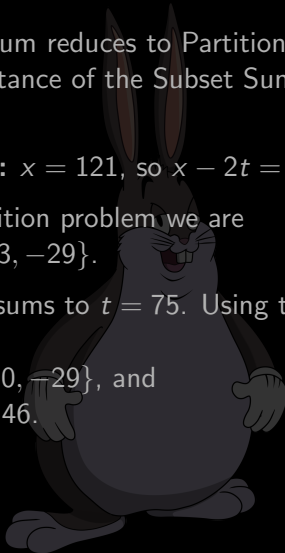 um reduces to Partition
tance of the Subset Sum
: x = 121, so x − 2t =
ition problem we are
3, −29}.
sums to t = 75. Using t
0, −29}, and
46.